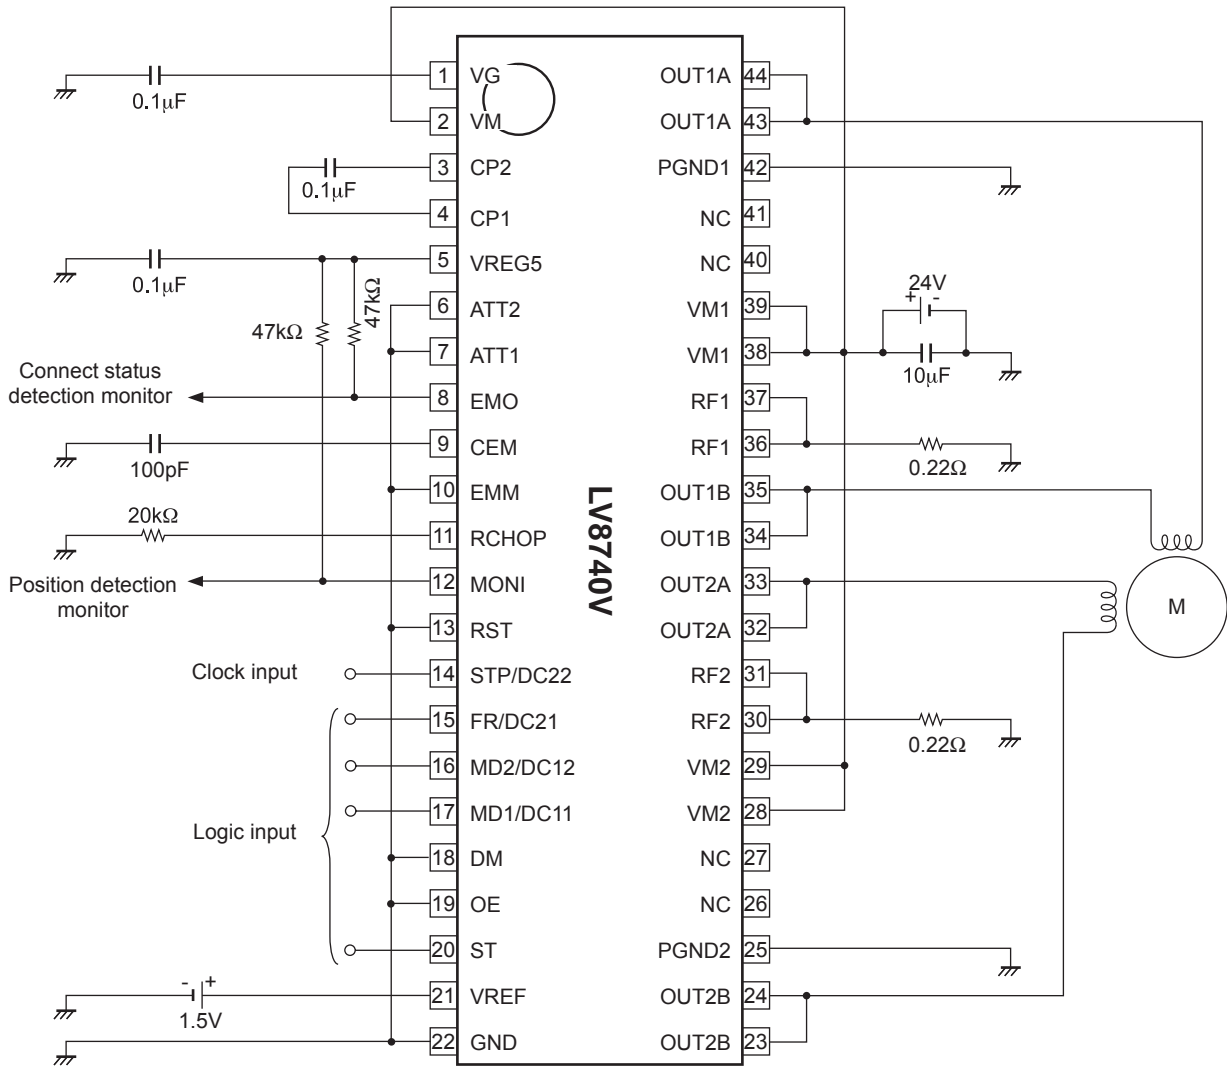 1 VG
0.1μF
2 VM
3 CP2
0.1μF
4 CP1
5 VREG5
0.1μF
47kΩ
47kΩ
6 ATT2
7 ATT1
Connect status
detection monitor
8 EMO
9 CEM
100pF
10 EMM
20kΩ
11 RCHOP
Position detection
monitor
12 MONI
13 RST
Clock input
14 STP/DC22
15 FR/DC21
16 MD2/DC12
17 MD1/DC11
Logic input
18 DM
19 OE
20 ST
- +
1.5V
21 VREF
22 GND
LV8740V
OUT1A 44
OUT1A 43
PGND1 42
NC 41
NC 40
24V
+ -
VM1 39
VM1 38
10μF
RF1 37
RF1 36
0.22Ω
OUT1B 35
OUT1B 34
OUT2A 33
M
OUT2A 32
RF2 31
RF2 30
0.22Ω
VM2 29
VM2 28
NC 27
NC 26
PGND2 25
OUT2B 24
OUT2B 23